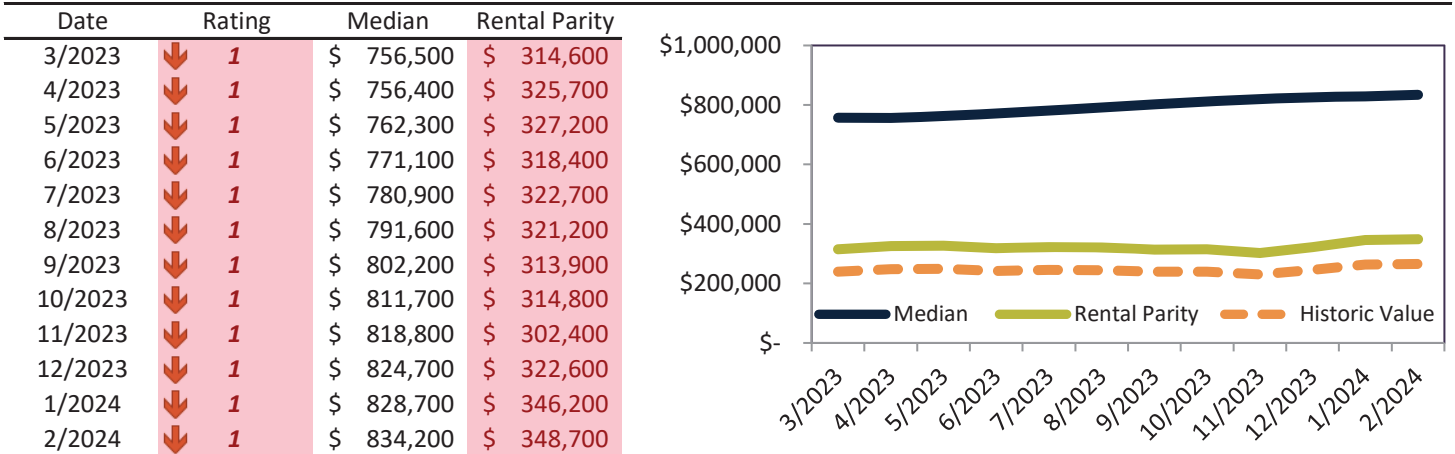 Date Rating Median Rental Parity
3/2023 1 $ 756,500 $ 314,600
4/2023 1 $ 756,400 $ 325,700
5/2023 1 $ 762,300 $ 327,200
6/2023 1 $ 771,100 $ 318,400
7/2023 1 $ 780,900 $ 322,700
8/2023 1 $ 791,600 $ 321,200
9/2023 1 $ 802,200 $ 313,900
10/2023 1 $ 811,700 $ 314,800
11/2023 1 $ 818,800 $ 302,400
12/2023 1 $ 824,700 $ 322,600
1/2024 1 $ 828,700 $ 346,200
2/2024 1 $ 834,200 $ 348,700
$1,000,000
$800,000
$600,000
$400,000
$200,000
$-
Median Rental Parity Historic Value
3/2023 4/2023 5/2023 6/2023 7/2023 8/2023 9/2023 10/2023 11/2023 12/2023 1/2024 2/2024